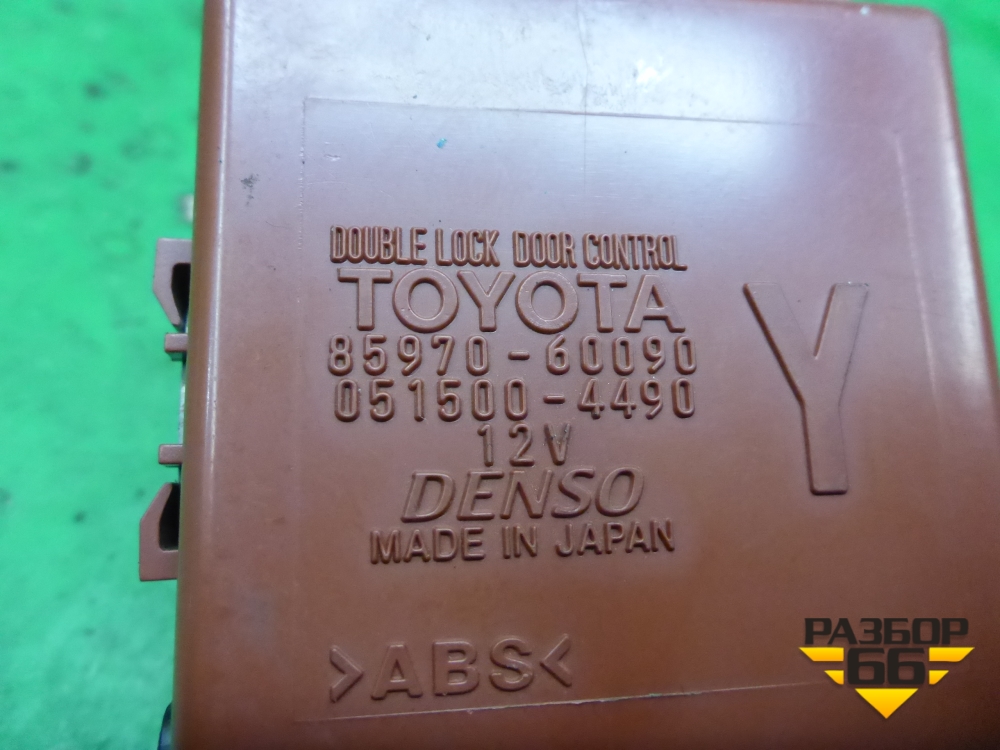 DOUBLE LOCK DOOR CONTROL
TOYOTA
85970-60090
051500-4490
12V
DENSO
MADE IN JAPAN
Y
>ABS<
РАЗБОР
66